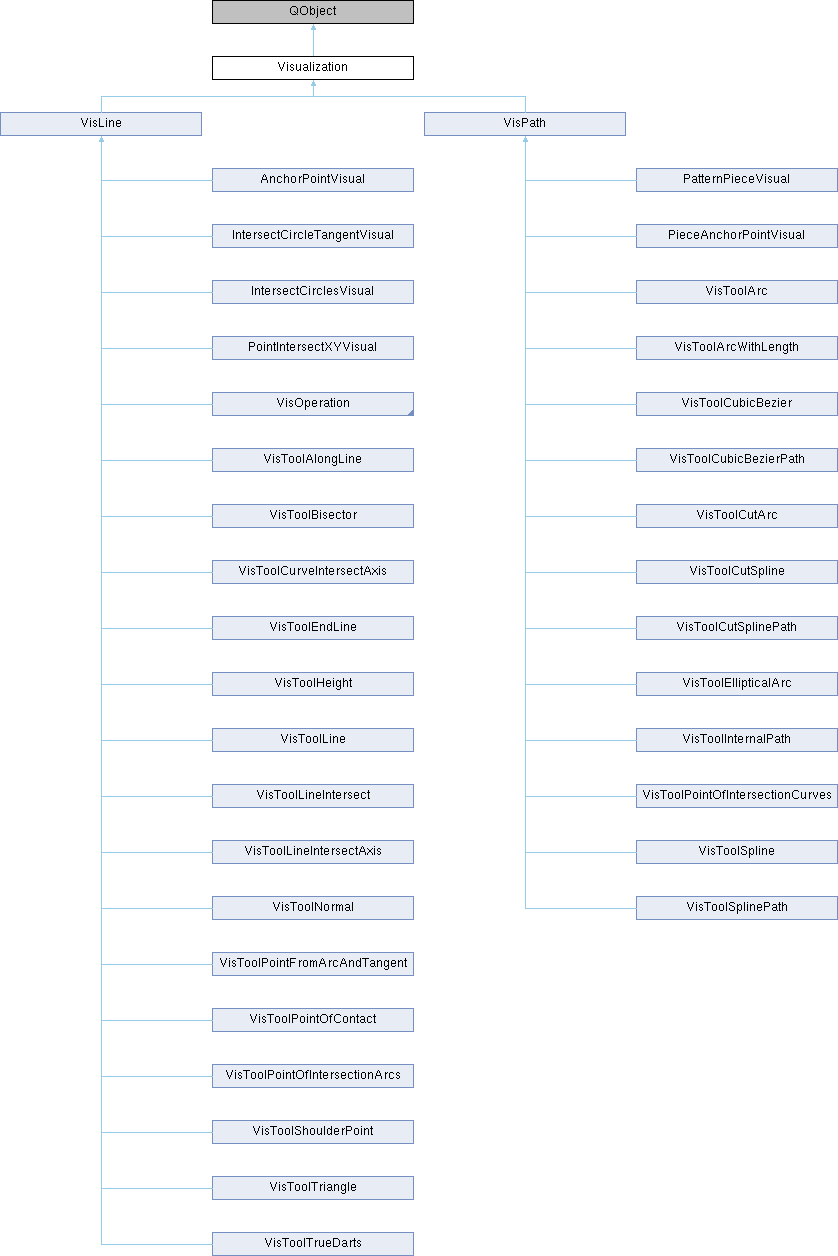 QObject
Visualization
VisLine
VisPath
AnchorPointVisual
PatternPieceVisual
IntersectCircleTangentVisual
PieceAnchorPointVisual
IntersectCirclesVisual
VisToolArc
PointIntersectXYVisual
VisToolArcWithLength
VisOperation
VisToolCubicBezier
VisToolAlongLine
VisToolCubicBezierPath
VisToolBisector
VisToolCutArc
VisToolCurveIntersectAxis
VisToolCutSpline
VisToolEndLine
VisToolCutSplinePath
VisToolHeight
VisToolEllipticalArc
VisToolLine
VisToolInternalPath
VisToolLineIntersect
VisToolPointOfIntersectionCurves
VisToolLineIntersectAxis
VisToolSpline
VisToolNormal
VisToolSplinePath
VisToolPointFromArcAndTangent
VisToolPointOfContact
VisToolPointOfIntersectionArcs
VisToolShoulderPoint
VisToolTriangle
VisToolTrueDarts